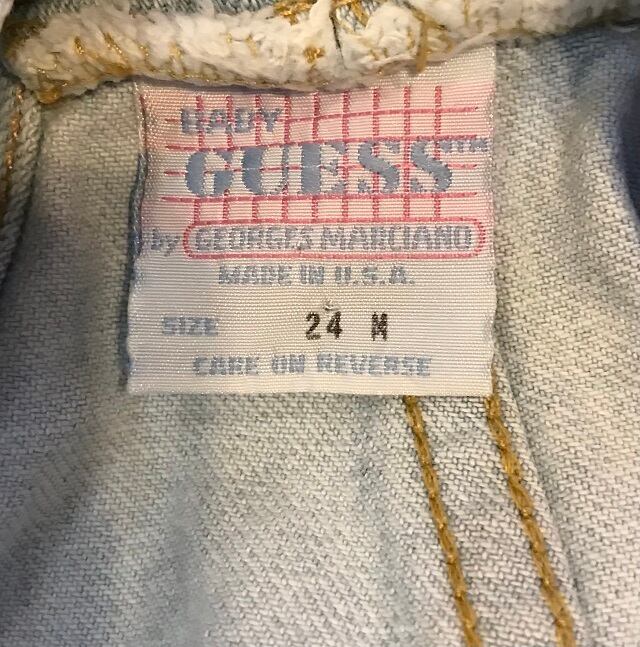 BABY
GUESS™
by GEORGES MARCIANO
MADE IN U.S.A.
SIZE 24 M
CARE ON REVERSE